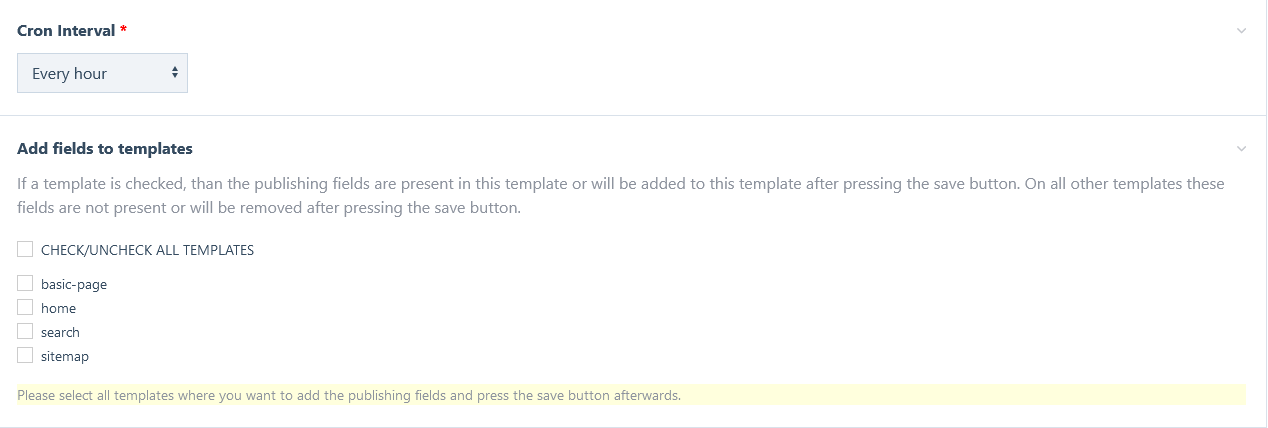 Cron Interval *
Every hour
Add fields to templates
If a template is checked, than the publishing fields are present in this template or will be added to this template after pressing the save button. On all other templates these
fields are not present or will be removed after pressing the save button.
CHECK/UNCHECK ALL TEMPLATES
basic-page
home
search
sitemap
Please select all templates where you want to add the publishing fields and press the save button afterwards.